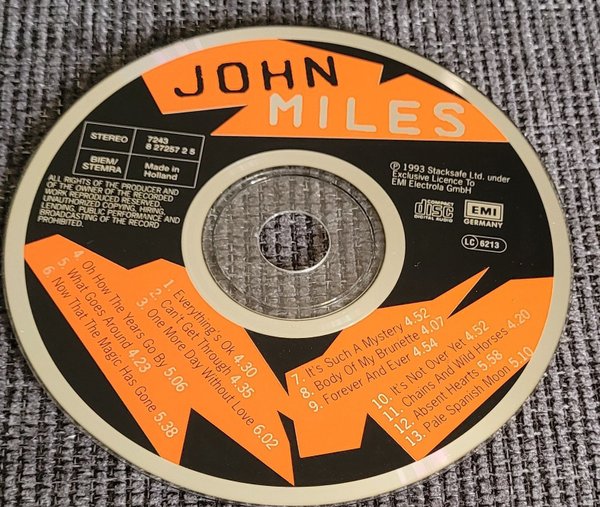 JOHN
MILES
STEREO
7243
8 27257 2 5
BIEM/
STEMRA
Made in
Holland
ALL RIGHTS OF THE PRODUCER AND
OF THE OWNER OF THE RECORDED
WORK REPRODUCED RESERVED.
UNAUTHORIZED COPYING, HIRING,
LENDING, PUBLIC PERFORMANCE AND
BROADCASTING OF THE RECORD
PROHIBITED.
℗ 1993 Stacksafe Ltd. under
Exclusive Licence To
EMI Electrola GmbH
COMPACT
disc
DIGITAL AUDIO
EMI
GERMANY
LC 6213
1. Everything's Ok 4.30
2. Can't Get Through 4.35
3. One More Day Without Love 6.02
4. Oh How The Years Go By 5.06
5. What Goes Around 4.23
6. Now That The Magic Has Gone 5.38
7. It's Such A Mystery 4.52
8. Body Of My Brunette 4.07
9. Forever And Ever 4.54
10. It's Not Over Yet 4.52
11. Chains And Wild Horses 4.20
12. Absent Hearts 5.58
13. Pale Spanish Moon 5.10